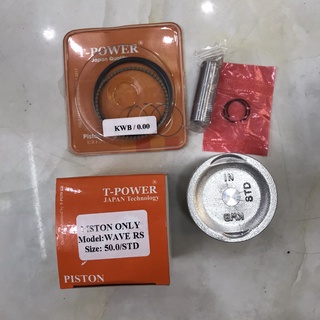 T-POWER
Japan
KWB / 0.00
Piston
T-POWER
JAPAN Technology
PISTON ONLY
Model:WAVE RS
Size: 50.0/STD
PISTON
IN
STD